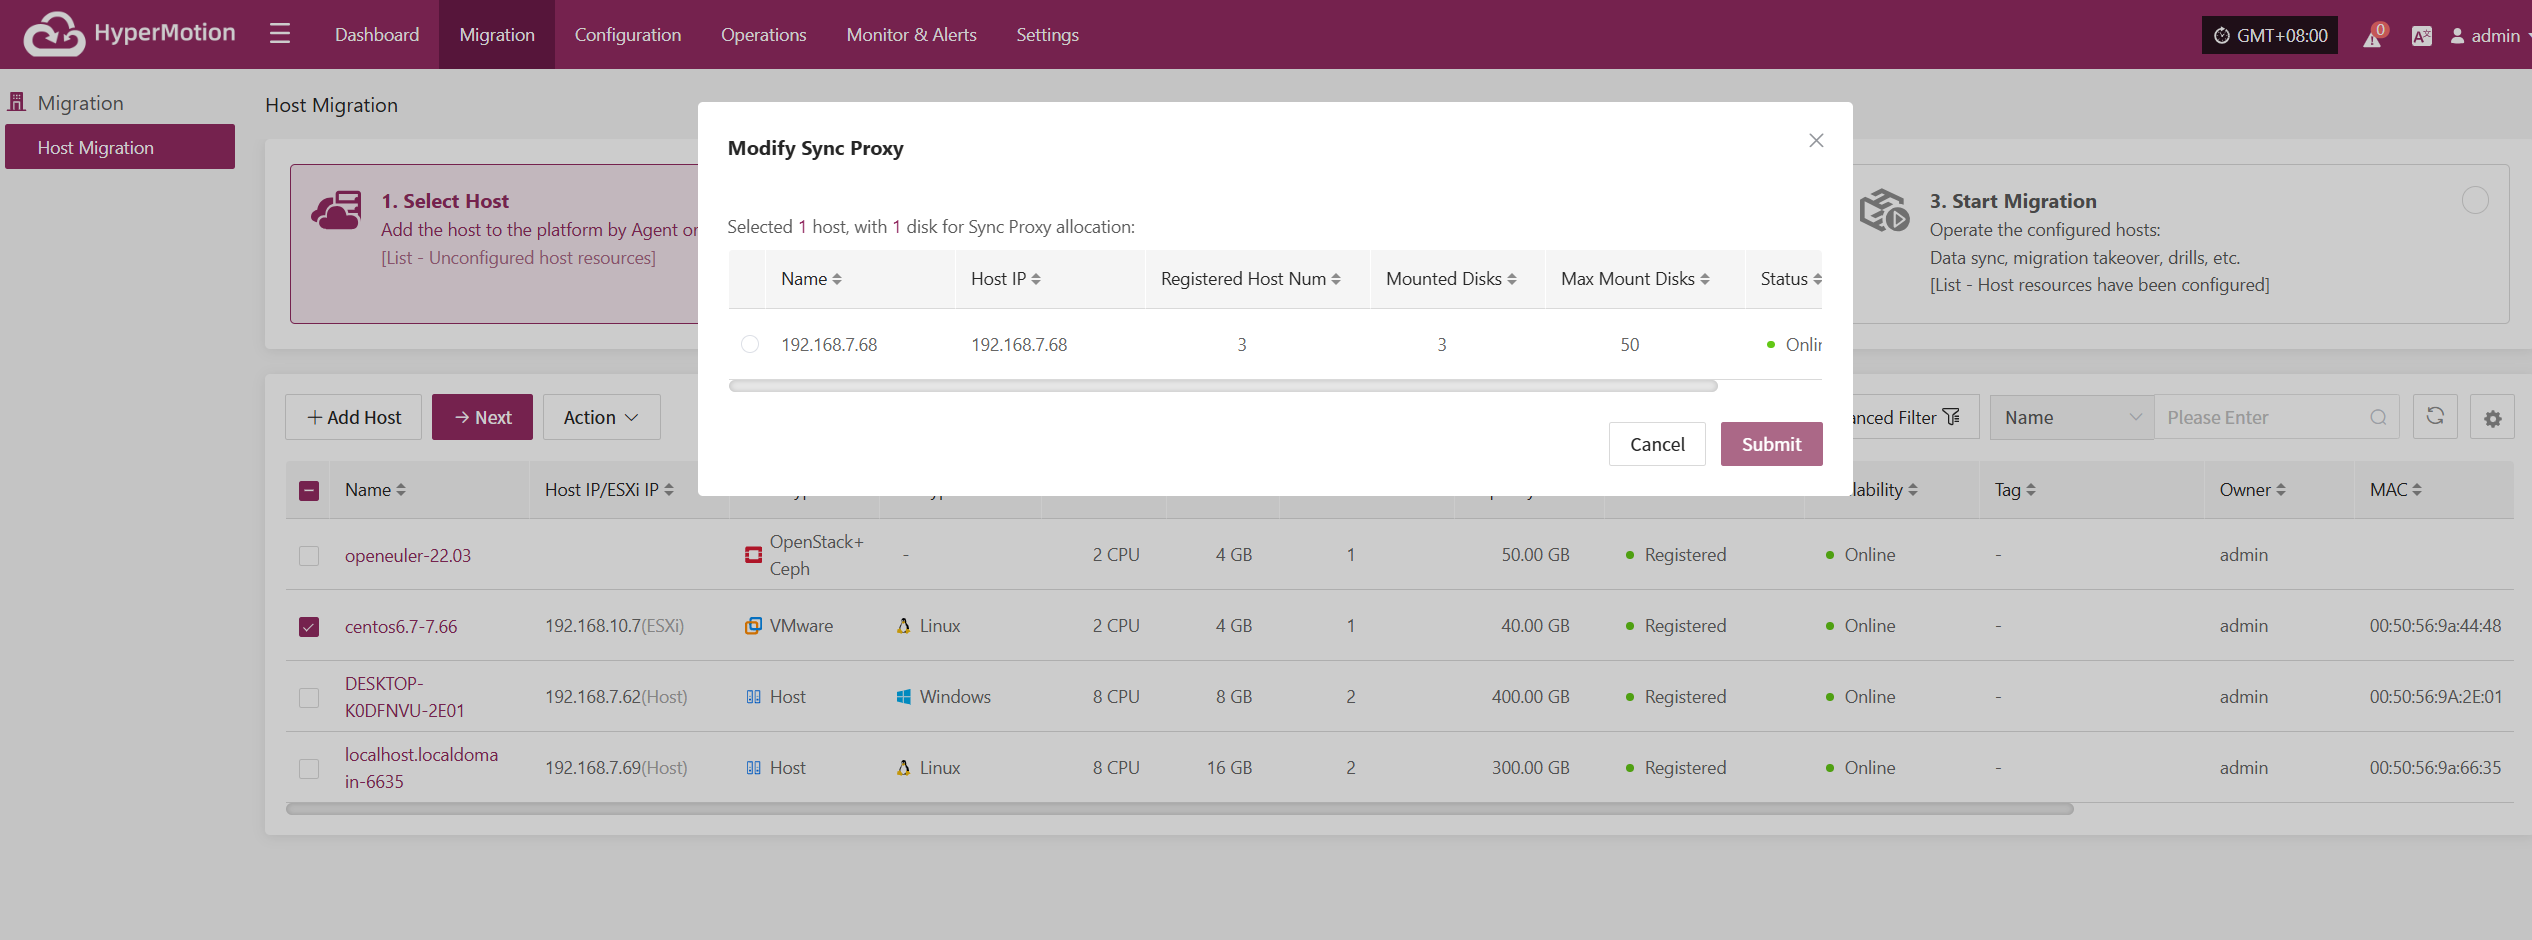 HyperMotion
Dashboard
Migration
Configuration
Operations
Monitor & Alerts
Settings
GMT+08:00
0
admin
Migration
Host Migration
Host Migration
1. Select Host
Add the host to the platform by Agent or
[List - Unconfigured host resources]
3. Start Migration
Operate the configured hosts:
Data sync, migration takeover, drills, etc.
[List - Host resources have been configured]
Modify Sync Proxy
Selected 1 host, with 1 disk for Sync Proxy allocation:
Name Host IP Registered Host Num Mounted Disks Max Mount Disks Status
192.168.7.68 192.168.7.68 3 3 50 Onlin
Cancel
Submit
Add Host
Next
Action
anced Filter
Name
Please Enter
Name Host IP/ESXi IP lability Tag Owner MAC
openeuler-22.03 OpenStack+ - 2 CPU 4 GB 1 50.00 GB Registered Online - admin
Ceph
centos6.7-7.66 192.168.10.7(ESXi) VMware Linux 2 CPU 4 GB 1 40.00 GB Registered Online - admin 00:50:56:9a:44:48
DESKTOP-
K0DFNVU-2E01 192.168.7.62(Host) Host Windows 8 CPU 8 GB 2 400.00 GB Registered Online - admin 00:50:56:9A:2E:01
localhost.localdoma
in-6635 192.168.7.69(Host) Host Linux 8 CPU 16 GB 2 300.00 GB Registered Online - admin 00:50:56:9a:66:35